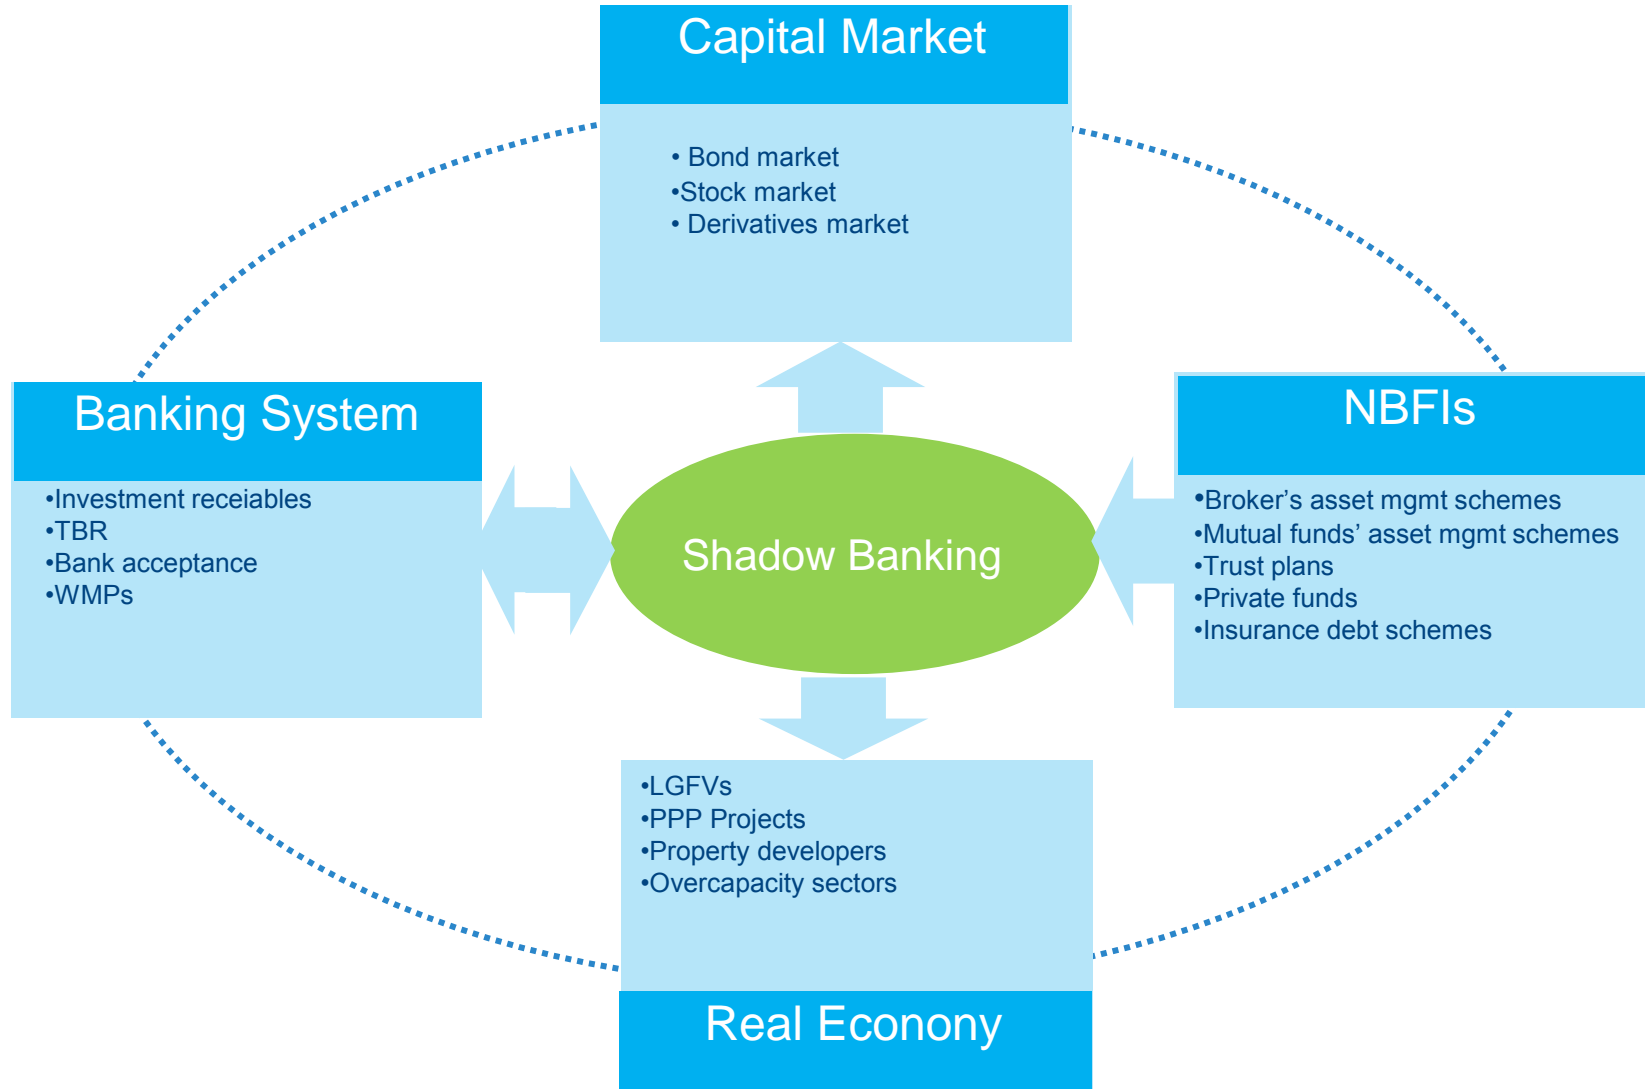 Capital Market
• Bond market
•Stock market
• Derivatives market
Banking System
•Investment receiables
•TBR
•Bank acceptance
•WMPs
Shadow Banking
NBFIs
•Broker’s asset mgmt schemes
•Mutual funds’ asset mgmt schemes
•Trust plans
•Private funds
•Insurance debt schemes
•LGFVs
•PPP Projects
•Property developers
•Overcapacity sectors
Real Econony